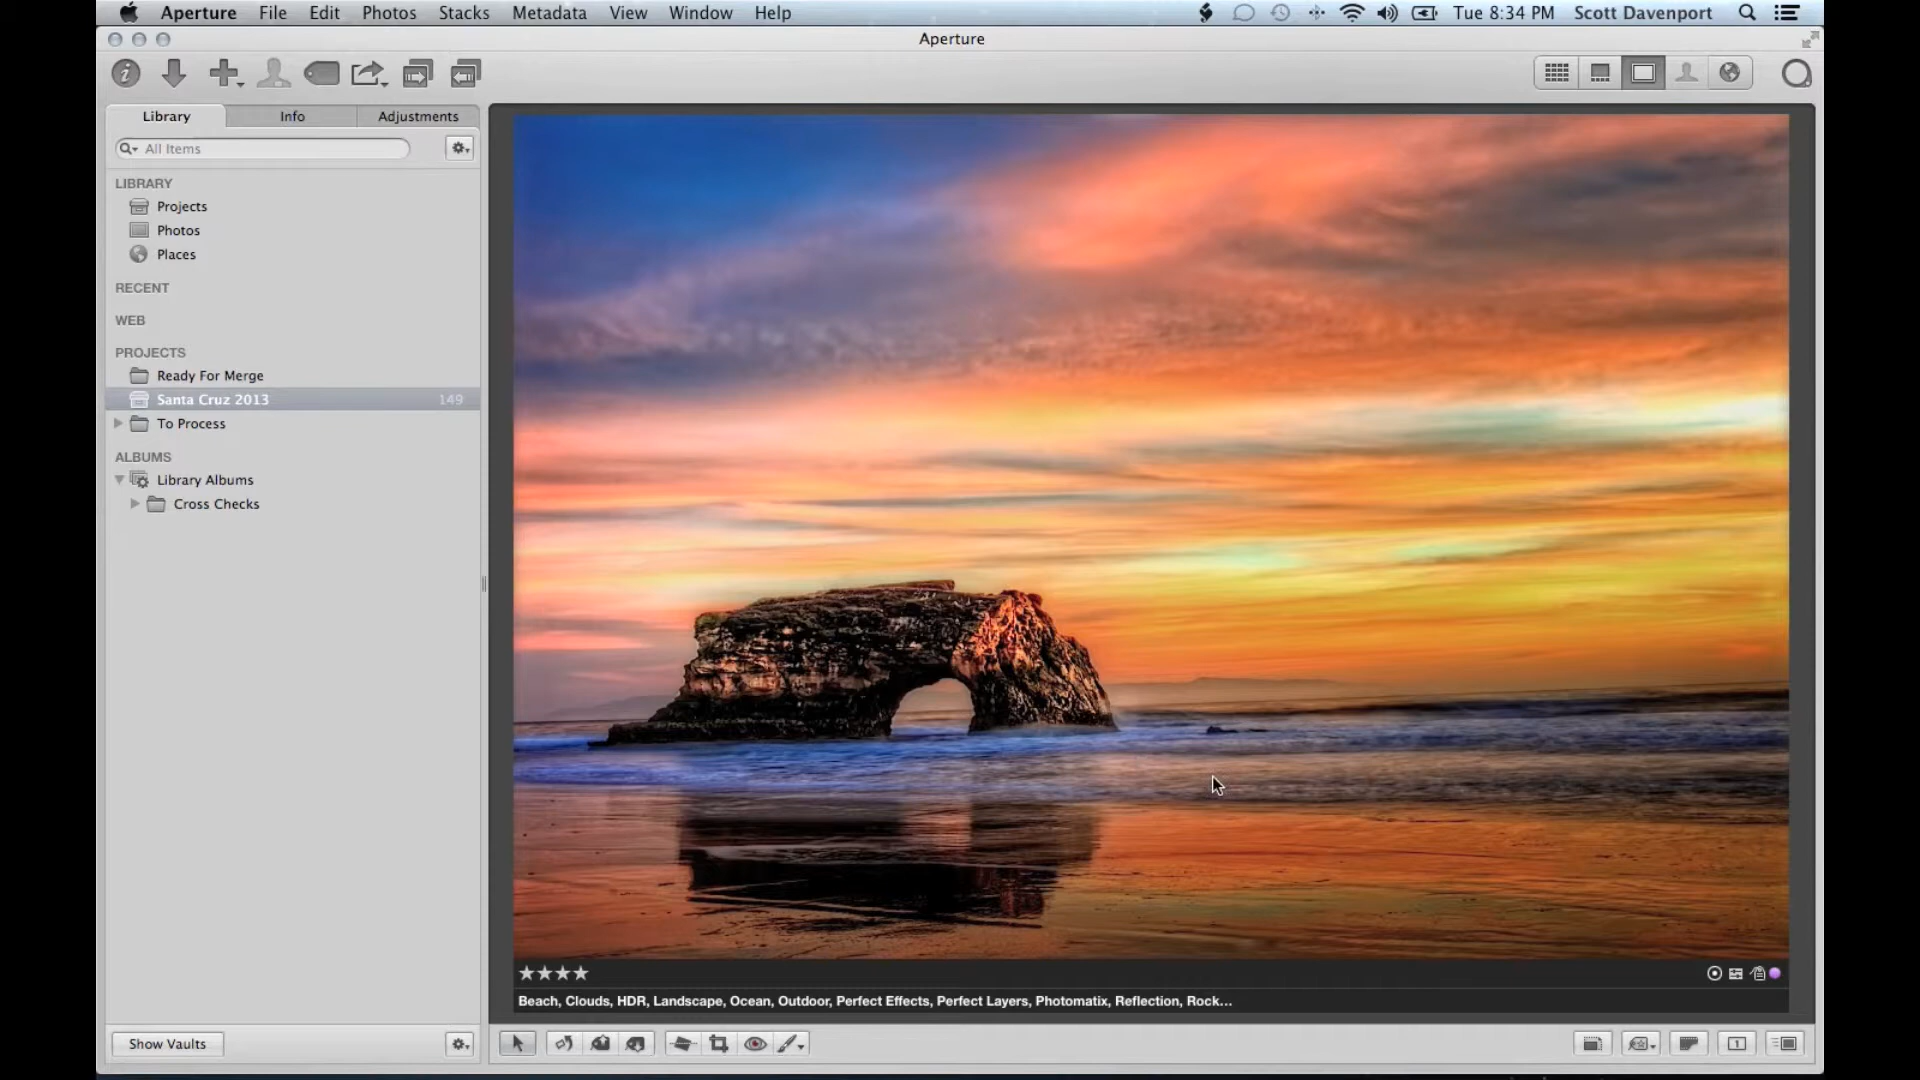 Aperture File Edit Photos Stacks Metadata View Window Help Tue 8:34 PM Scott Davenport
Aperture
Library Info Adjustments
All Items
LIBRARY
Projects
Photos
Places
RECENT
WEB
PROJECTS
Ready For Merge
Santa Cruz 2013 149
To Process
ALBUMS
Library Albums
Cross Checks
Beach, Clouds, HDR, Landscape, Ocean, Outdoor, Perfect Effects, Perfect Layers, Photomatix, Reflection, Rock...
Show Vaults
1